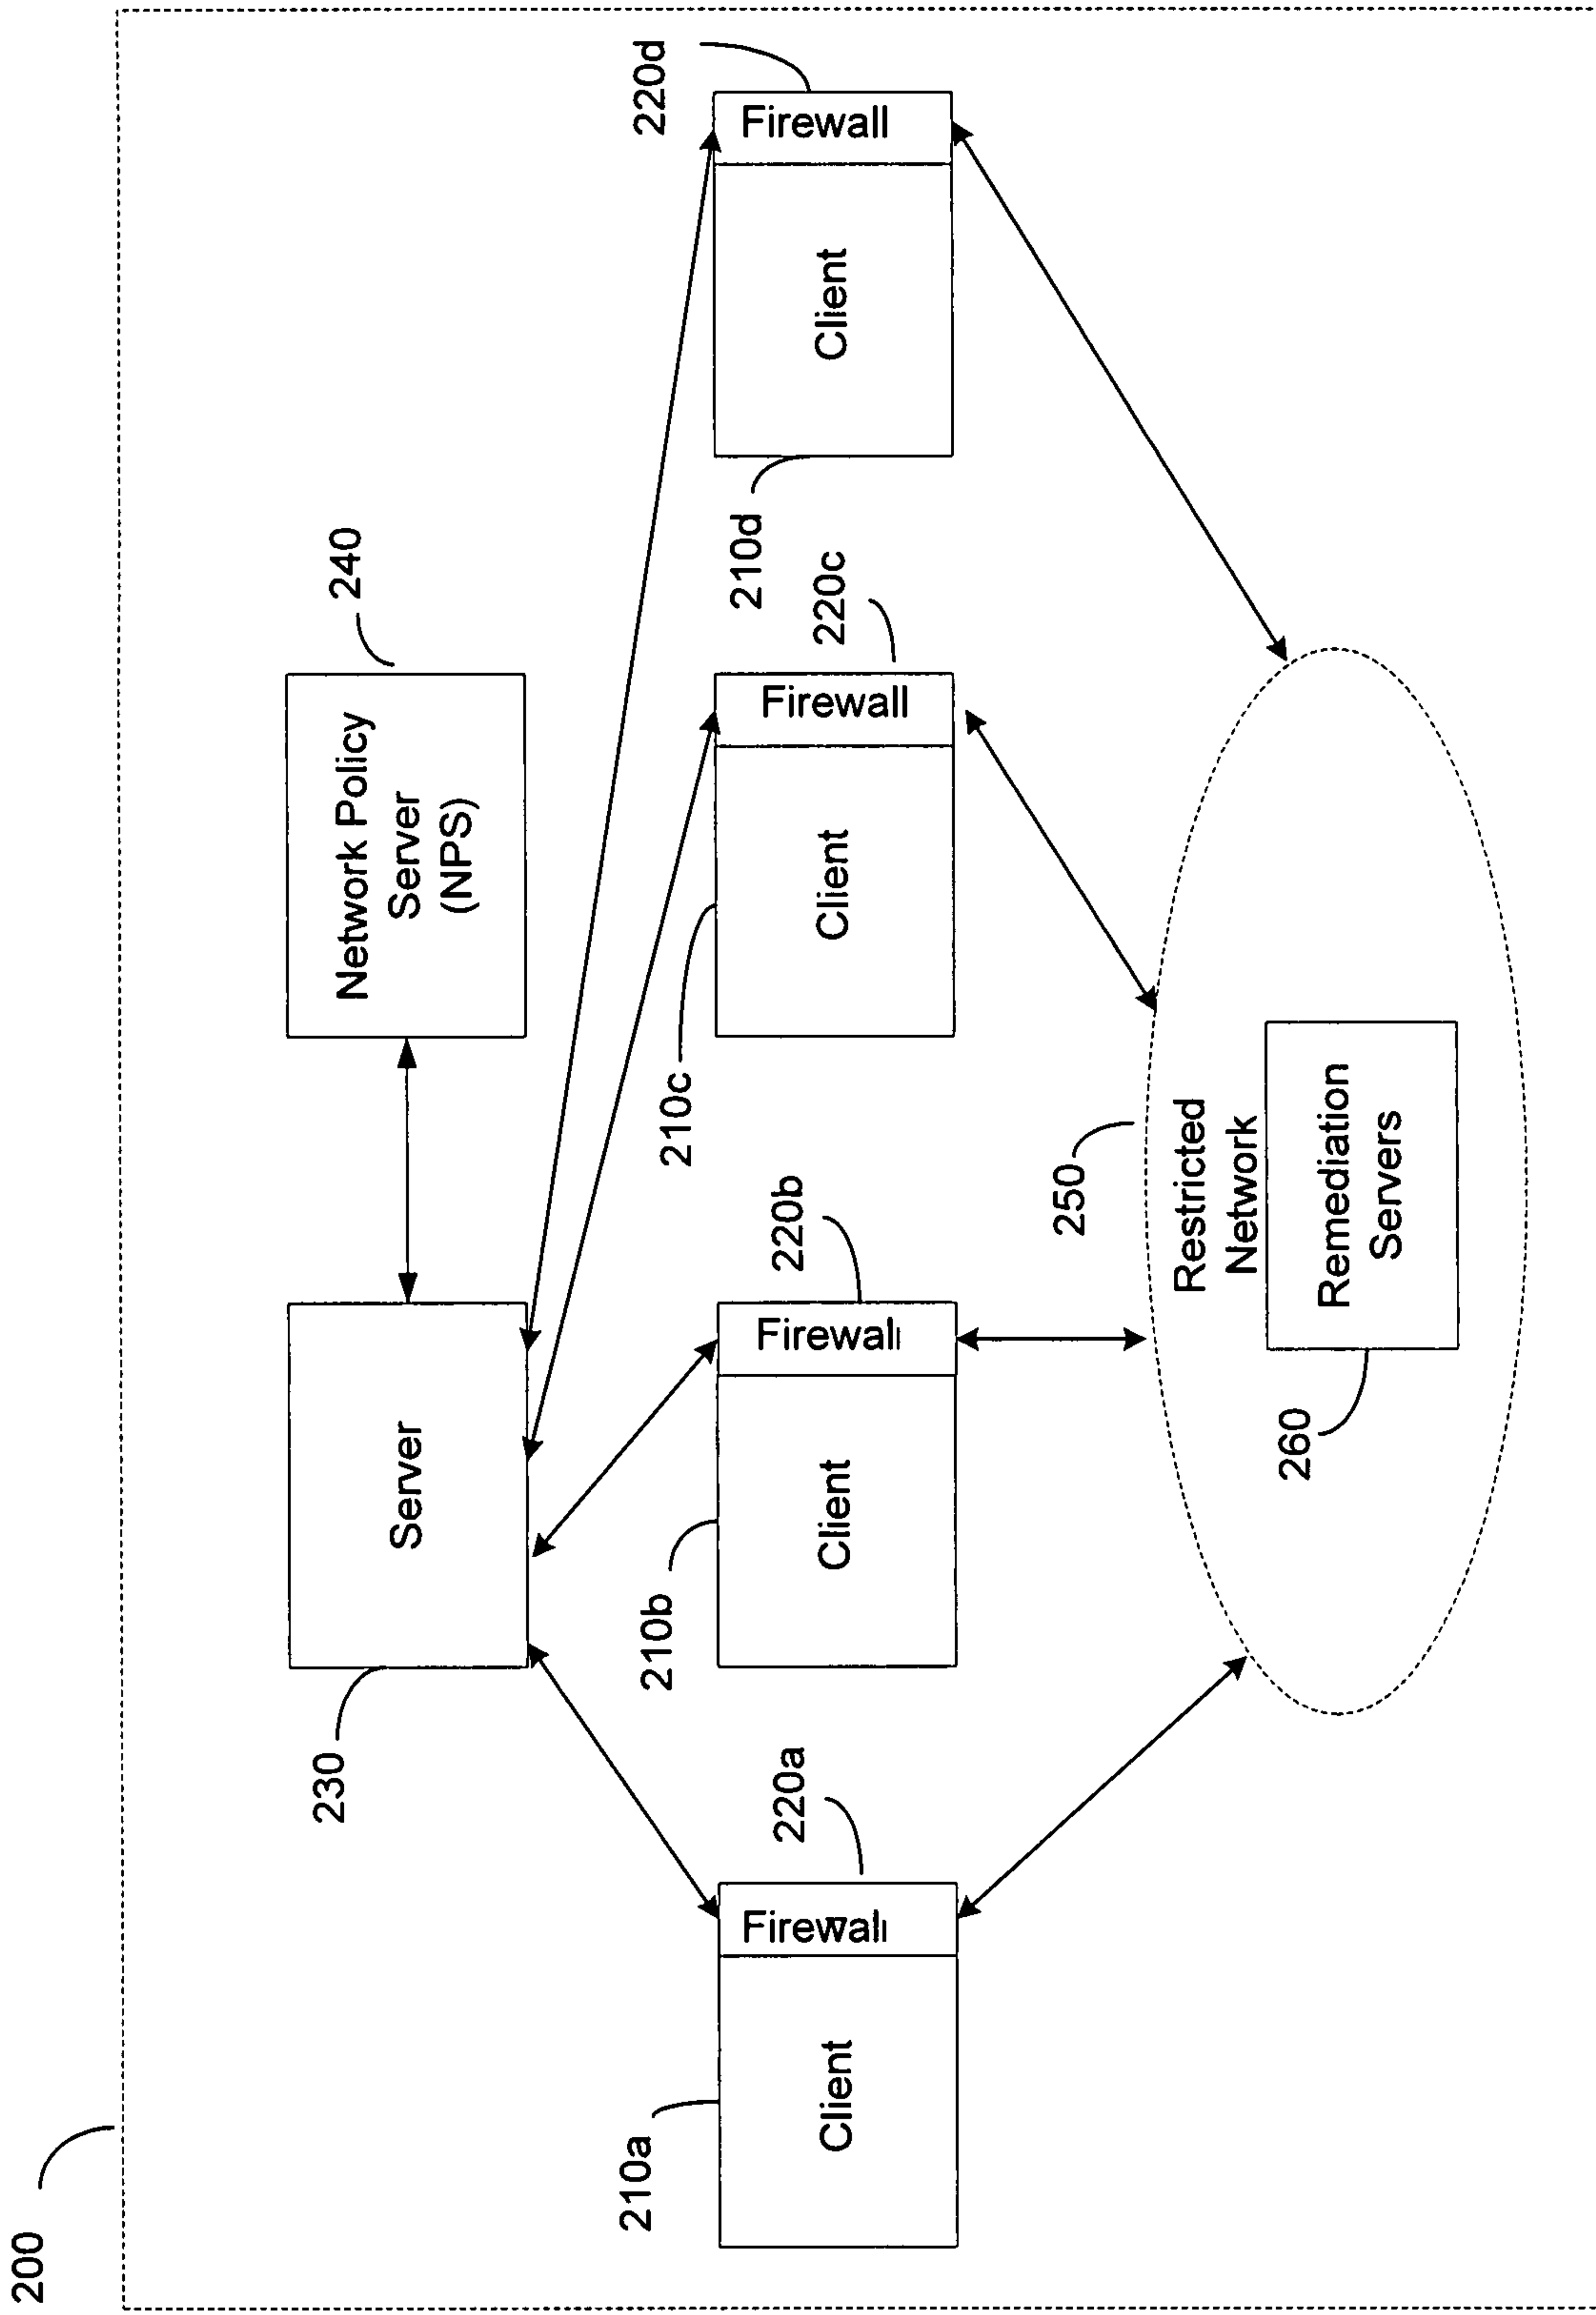 200
230
240
Server
Network Policy
Server
(NPS)
210a
220a
Client
Firewall
210b
220b
Client
Firewall
210c
220c
Client
Firewall
210d
220d
Client
Firewall
250
Restricted
Network
260
Remediation
Servers